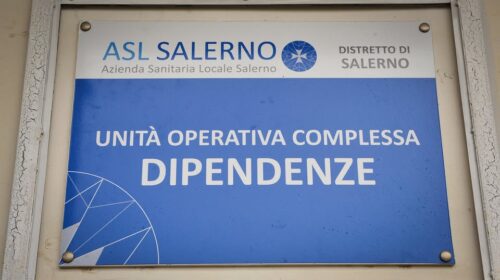 ASL SALERNO
Azienda Sanitaria Locale Salerno
DISTRETTO DI
SALERNO
UNITÀ OPERATIVA COMPLESSA
DIPENDENZE